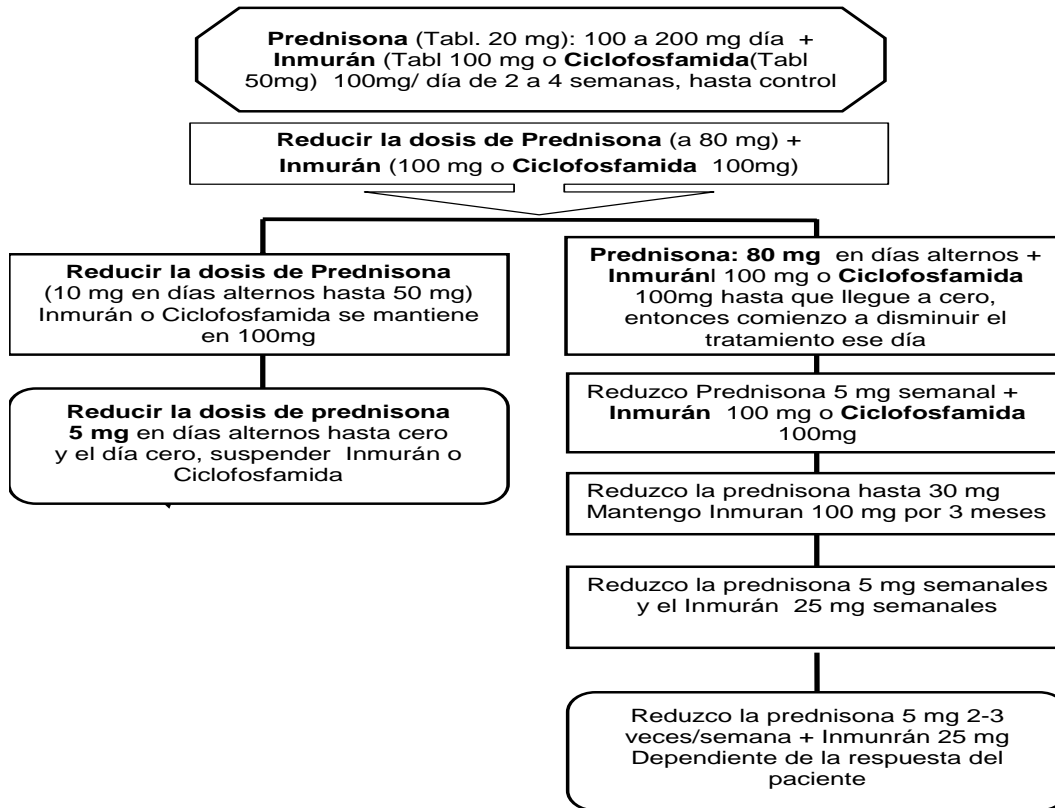 Prednisona (Tabl. 20 mg): 100 a 200 mg día +
Inmurán (Tabl 100 mg o Ciclofosfamida(Tabl
50mg) 100mg/ día de 2 a 4 semanas, hasta control
Reducir la dosis de Prednisona (a 80 mg) +
Inmurán (100 mg o Ciclofosfamida 100mg)
Reducir la dosis de Prednisona
(10 mg en días alternos hasta 50 mg)
Inmurán o Ciclofosfamida se mantiene
en 100mg
Reducir la dosis de prednisona
5 mg en días alternos hasta cero
y el día cero, suspender Inmurán o
Ciclofosfamida
Prednisona: 80 mg en días alternos +
Inmuránl 100 mg o Ciclofosfamida
100mg hasta que llegue a cero,
entonces comienzo a disminuir el
tratamiento ese día
Reduzco Prednisona 5 mg semanal +
Inmurán 100 mg o Ciclofosfamida
100mg
Reduzco la prednisona hasta 30 mg
Mantengo Inmuran 100 mg por 3 meses
Reduzco la prednisona 5 mg semanales
y el Inmurán 25 mg semanales
Reduzco la prednisona 5 mg 2-3
veces/semana + Inmunrán 25 mg
Dependiente de la respuesta del
paciente